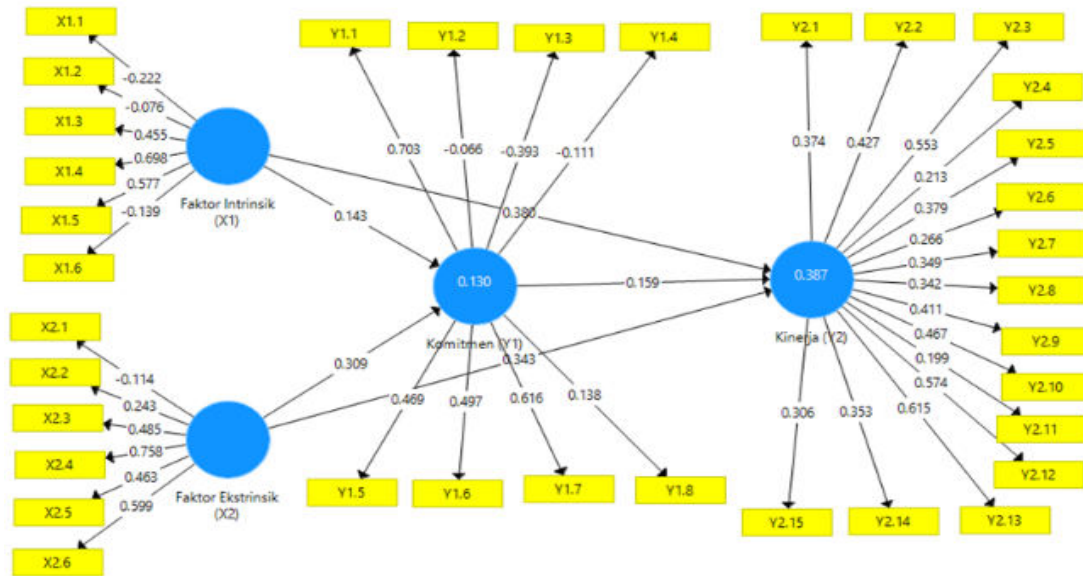 X1.1
X1.2
X1.3
X1.4
X1.5
X1.6
-0.222
-0.076
0.455
0.698
0.577
-0.139
Faktor Intrinsik
(X1)
X2.1
X2.2
X2.3
X2.4
X2.5
X2.6
-0.114
0.243
0.485
0.758
0.463
0.599
Faktor Ekstrinsik
(X2)
0.143
0.380
0.309
0.343
0.159
Y1.1
Y1.2
Y1.3
Y1.4
0.703
-0.066
-0.393
-0.111
0.130
Komitmen (Y1)
0.469
0.497
0.616
0.138
Y1.5
Y1.6
Y1.7
Y1.8
Y2.1
Y2.2
Y2.3
Y2.4
Y2.5
Y2.6
Y2.7
Y2.8
Y2.9
Y2.10
Y2.11
Y2.12
Y2.13
Y2.14
Y2.15
0.374
0.427
0.553
0.213
0.379
0.266
0.349
0.342
0.411
0.467
0.199
0.574
0.615
0.353
0.306
0.387
Kinerja (Y2)